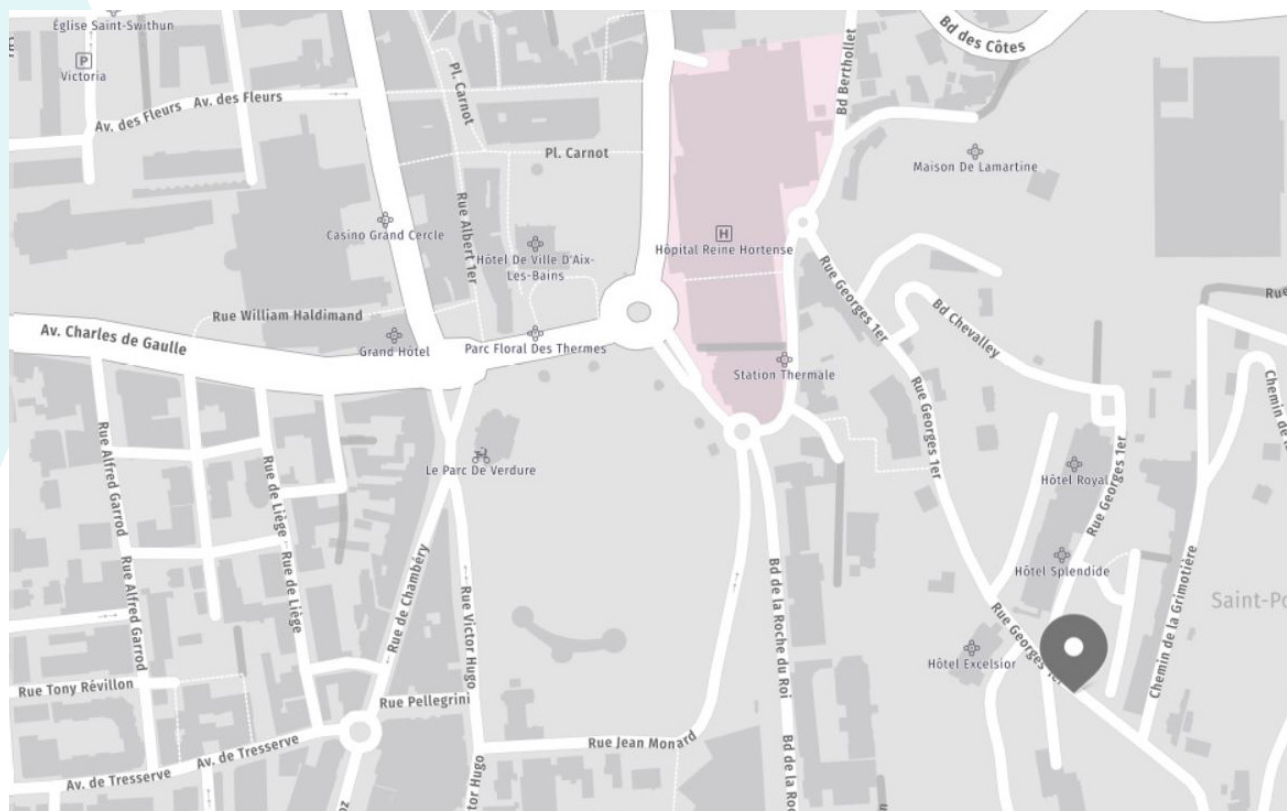 Église Saint-Swithun
P
Victoria
Av. des Fleurs
Av. des Fleurs
Pl. Carnot
Pl. Carnot
Bd Berthollet
Bd des Côtes
Maison De Lamartine
Casino Grand Cercle
Rue Albert 1er
Hôtel De Ville D'Aix-
Les-Bains
H
Hôpital Reine Hortense
Rue Georges 1er
Bd Chevalley
Rue
Av. Charles de Gaulle
Rue William Haldimand
Grand Hôtel
Parc Floral Des Thermes
Station Thermale
Rue Georges 1er
Rue Alfred Garrod
Rue de Liège
Le Parc De Verdure
Hôtel Royal
Rue Georges 1er
Rue Alfred Garrod
Rue de Liège
Rue de Chambéry
Rue Victor Hugo
Bd de la Roche du Roi
Hôtel Splendide
Chemin de la Grimotière
Saint-Po
Rue Georges 1er
Hôtel Excelsior
Rue Tony Révillon
Rue Pellegrini
Rue Jean Monard
Av. de Tresserve
Av. de Tresserve
tor Hugo
Bd de la Roc